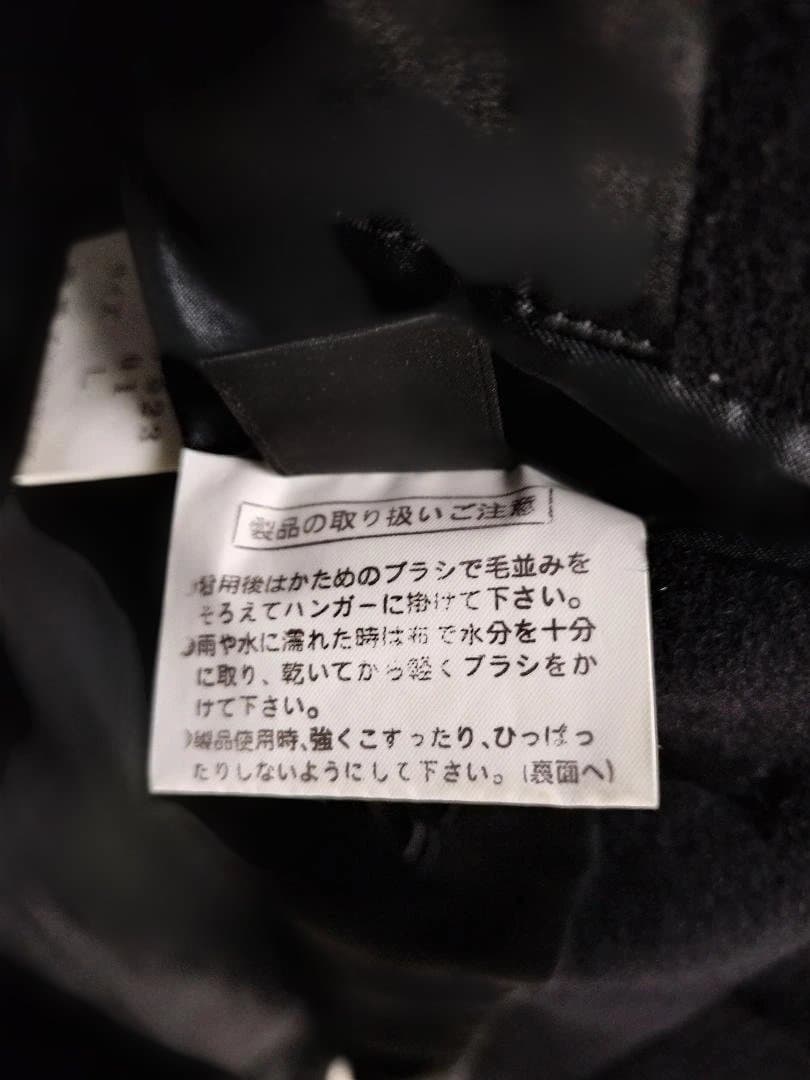 製品の取り扱いご注意
着用後はかためのブラシで毛並みを
そろえてハンガーに掛けて下さい。
雨や水に濡れた時は布で水分を十分
に取り、乾いてから軽くブラシをか
けて下さい。
製品使用時、強くこすったり、ひっぱっ
たりしないようにして下さい。(裏面へ)
サイズ
L